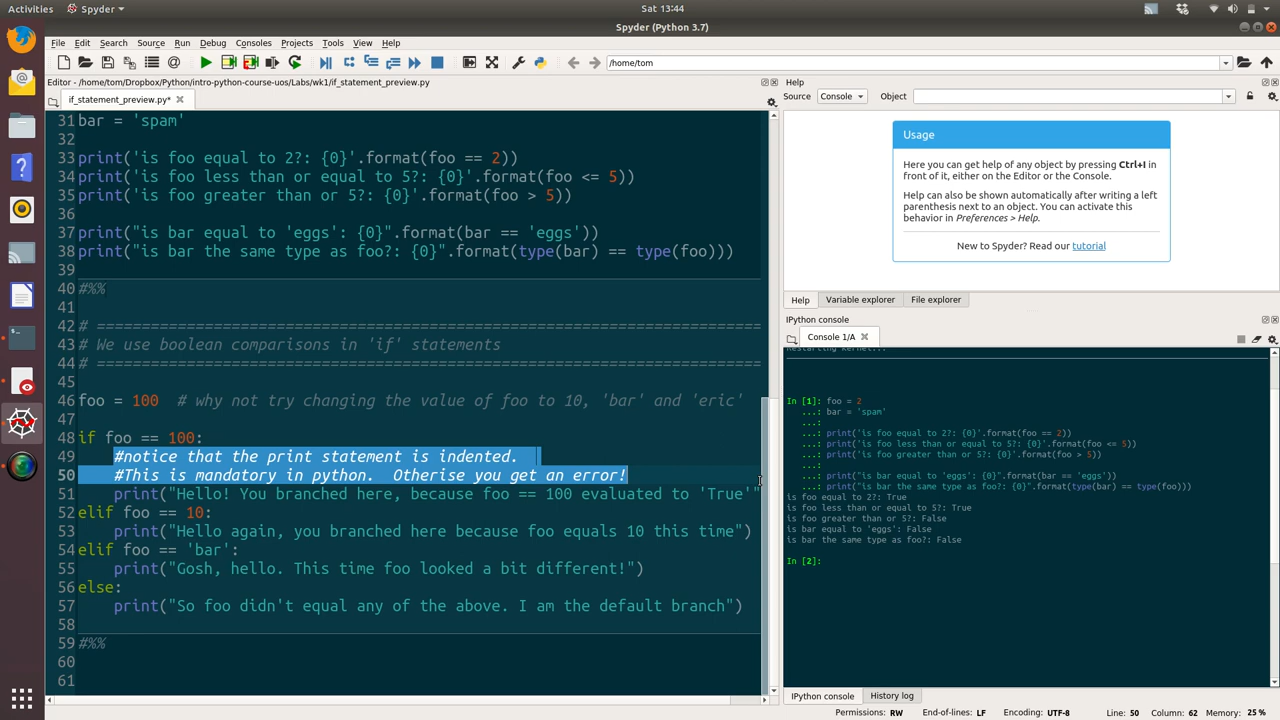 Activities Spyder Sat 13:44
Spyder (Python 3.7)
File Edit Search Source Run Debug Consoles Projects Tools View Help
/home/tom
Editor - /home/tom/Dropbox/Python/intro-python-course-uos/Labs/wk1/if_statement_preview.py
if_statement_preview.py*
31 bar = 'spam'
32
33 print('is foo equal to 2?: {0}'.format(foo == 2))
34 print('is foo less than or equal to 5?: {0}'.format(foo <= 5))
35 print('is foo greater than or 5?: {0}'.format(foo > 5))
36
37 print("is bar equal to 'eggs': {0}".format(bar == 'eggs'))
38 print("is bar the same type as foo?: {0}".format(type(bar) == type(foo)))
39
40 #%%
41
42 # ==========================================================================
43 # We use boolean comparisons in 'if' statements
44 # ==========================================================================
45
46 foo = 100  # why not try changing the value of foo to 10, 'bar' and 'eric'
47
48 if foo == 100:
49     #notice that the print statement is indented.
50     #This is mandatory in python.  Otherise you get an error!
51     print("Hello! You branched here, because foo == 100 evaluated to 'True'"
52 elif foo == 10:
53     print("Hello again, you branched here because foo equals 10 this time")
54 elif foo == 'bar':
55     print("Gosh, hello. This time foo looked a bit different!")
56 else:
57     print("So foo didn't equal any of the above. I am the default branch")
58
59 #%%
60
61
Help
Source Console Object
Usage
Here you can get help of any object by pressing Ctrl+I in
front of it, either on the Editor or the Console.
Help can also be shown automatically after writing a left
parenthesis next to an object. You can activate this
behavior in Preferences > Help.
New to Spyder? Read our tutorial
Help Variable explorer File explorer
IPython console
Console 1/A
Restarting kernel...
In [1]: foo = 2
...: bar = 'spam'
...:
...: print('is foo equal to 2?: {0}'.format(foo == 2))
...: print('is foo less than or equal to 5?: {0}'.format(foo <= 5))
...: print('is foo greater than or 5?: {0}'.format(foo > 5))
...:
...: print("is bar equal to 'eggs': {0}".format(bar == 'eggs'))
...: print("is bar the same type as foo?: {0}".format(type(bar) == type(foo)))
is foo equal to 2?: True
is foo less than or equal to 5?: True
is foo greater than or 5?: False
is bar equal to 'eggs': False
is bar the same type as foo?: False
In [2]:
IPython console History log
Permissions: RW End-of-lines: LF Encoding: UTF-8 Line: 50 Column: 62 Memory: 25 %